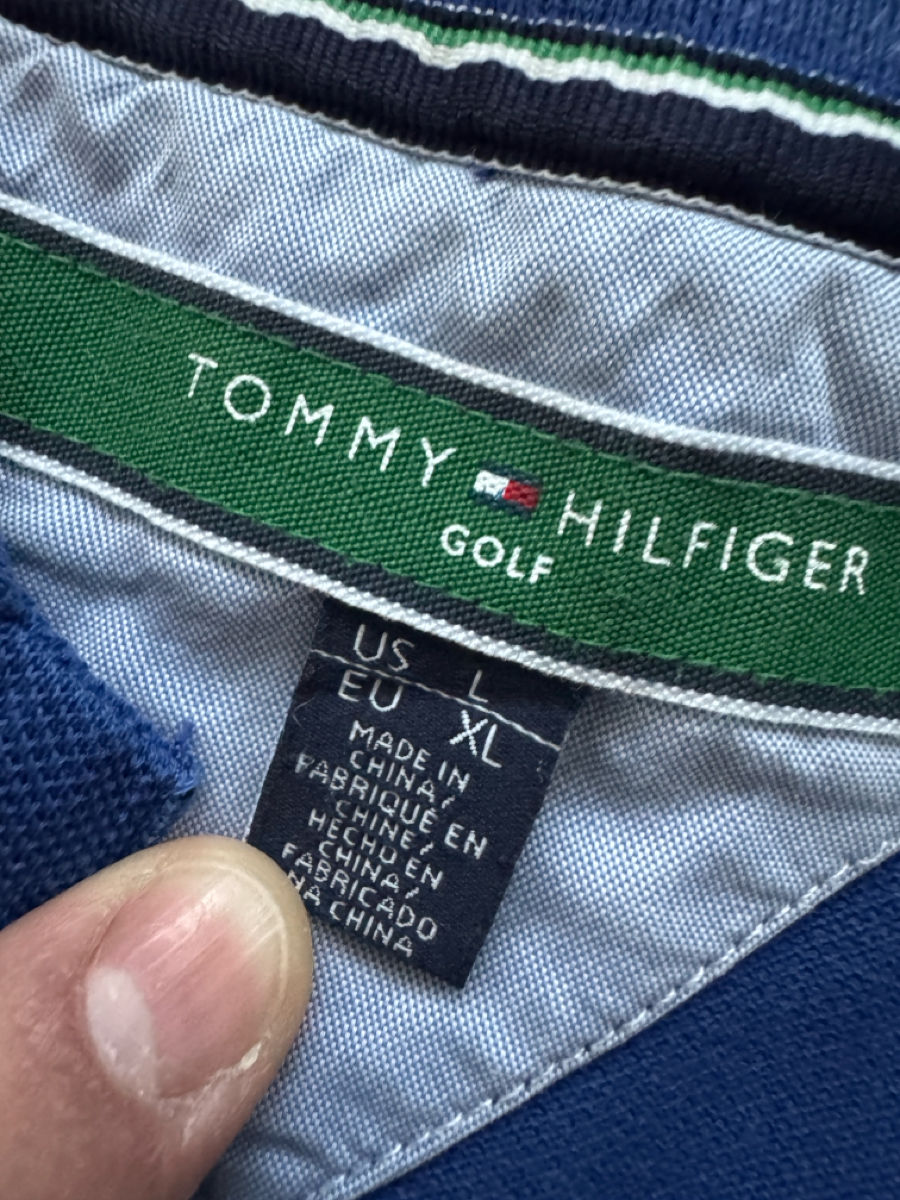 TOMMY HILFIGER
GOLF
US L
EU XL
MADE IN
CHINA/
FABRIQUÉ EN
CHINE/
HECHO EN
CHINA/
FABRICADO
NA CHINA